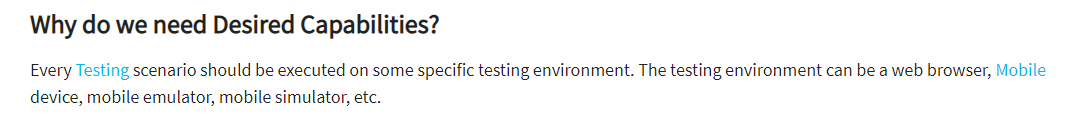 Why do we need Desired Capabilities?
Every Testing scenario should be executed on some specific testing environment. The testing environment can be a web browser, Mobile
device, mobile emulator, mobile simulator, etc.